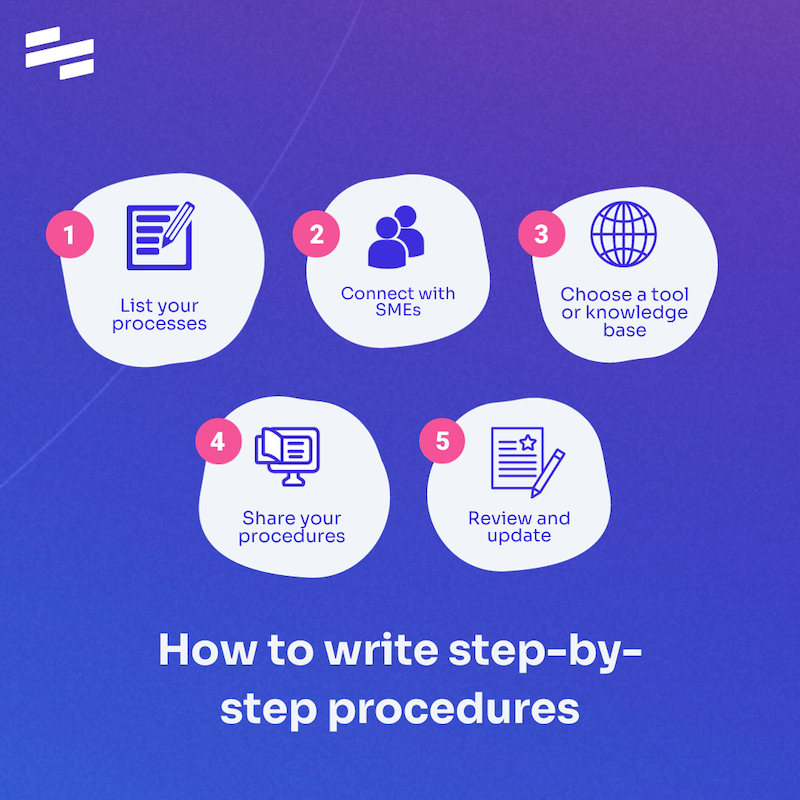 1
List your
processes
2
Connect with
SMEs
3
Choose a tool
or knowledge
base
4
Share your
procedures
5
Review and
update
How to write step-by-
step procedures